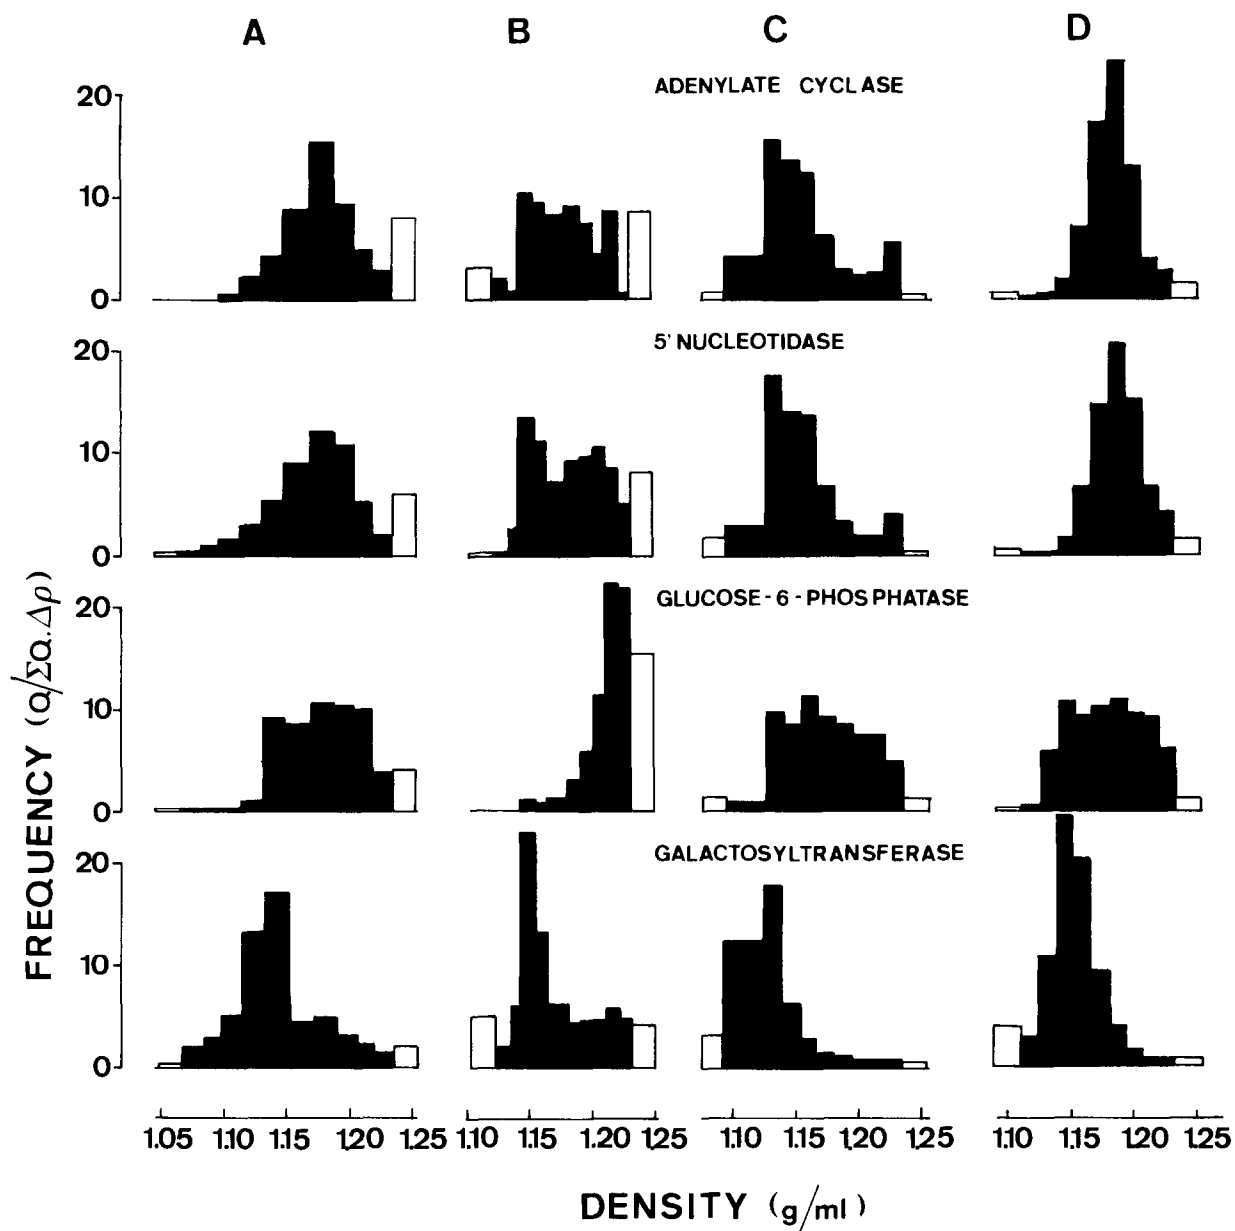 A B C D
ADENYLATE CYCLASE
20
10
0
5' NUCLEOTIDASE
20
10
0
GLUCOSE-6-PHOSPHATASE
20
10
0
GALACTOSYLTRANSFERASE
20
10
0
FREQUENCY (a/Σa.Δρ)
1.05 1.10 1.15 1.20 1.25 1.10 1.15 1.20 1.25 1.10 1.15 1.20 1.25 1.10 1.15 1.20 1.25
DENSITY (g/ml)